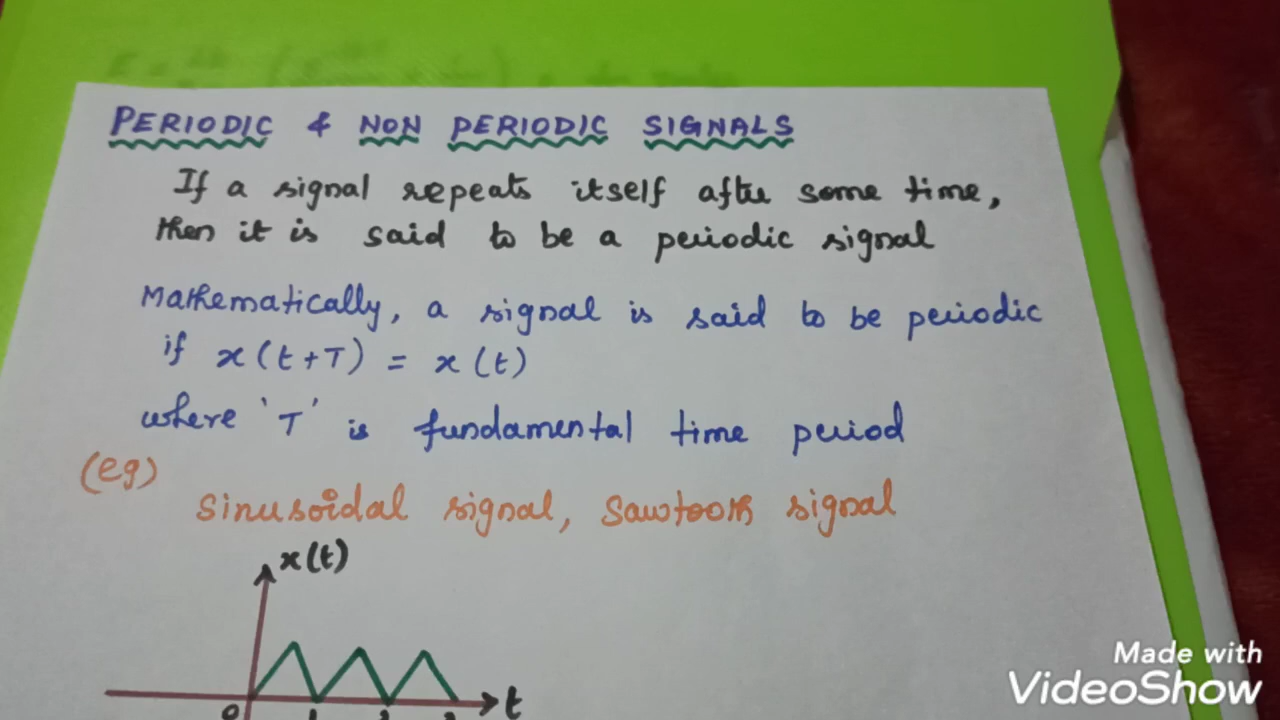 PERIODIC & NON PERIODIC SIGNALS
If a signal repeats itself after some time,
then it is said to be a periodic signal
Mathematically, a signal is said to be periodic
if x(t+T) = x(t)
where 'T' is fundamental time period
(eg)
Sinusoidal signal, Sawtooth signal
x(t)
t
Made with
VideoShow